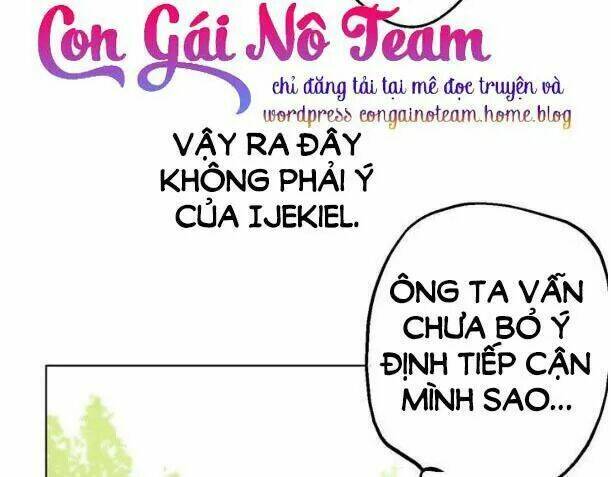 Con Gái Nô Team
chỉ đăng tải tại mê đọc truyện và
wordpress congainoteam.home.blog
VẬY RA ĐÂY
KHÔNG PHẢI Ý
CỦA IJEKIEL.
ÔNG TA VẪN
CHƯA BỎ Ý
ĐỊNH TIẾP CẬN
MÌNH SAO...